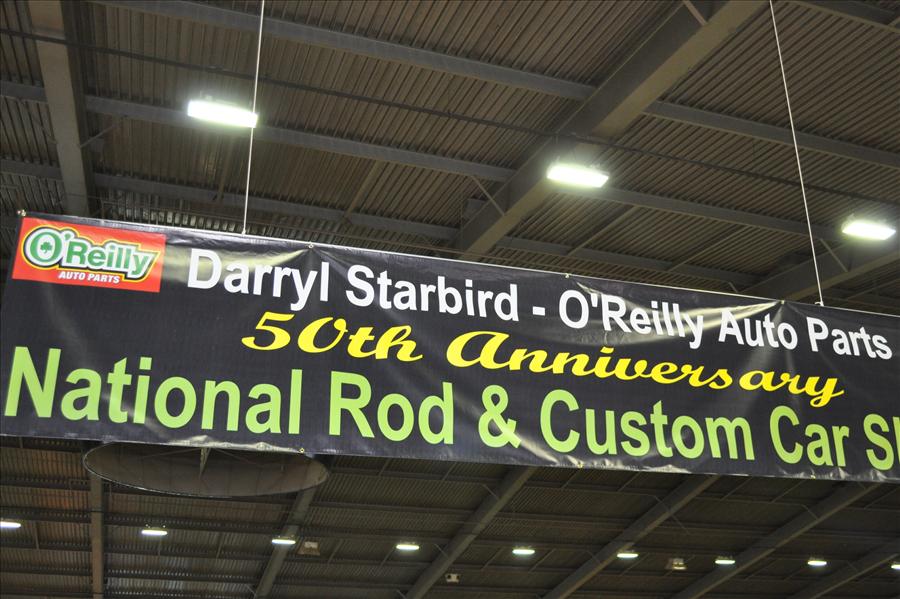 O'Reilly
AUTO PARTS
Darryl Starbird - O'Reilly Auto Parts
50th Anniversary
National Rod & Custom Car